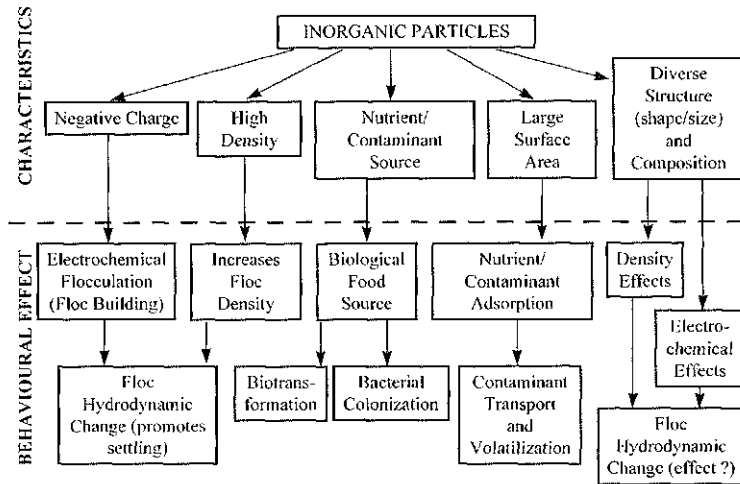 CHARACTERISTICS
INORGANIC PARTICLES
Negative Charge
High
Density
Nutrient/
Contaminant
Source
Large
Surface
Area
Diverse
Structure
(shape/size)
and
Composition
BEHAVIOURAL EFFECT
Electrochemical
Flocculation
(Floc Building)
Increases
Floc
Density
Biological
Food
Source
Nutrient/
Contaminant
Adsorption
Density
Effects
Electro-
chemical
Effects
Floc
Hydrodynamic
Change (promotes
settling)
Biotrans-
formation
Bacterial
Colonization
Contaminant
Transport
and
Volatilization
Floc
Hydrodynamic
Change (effect ?)